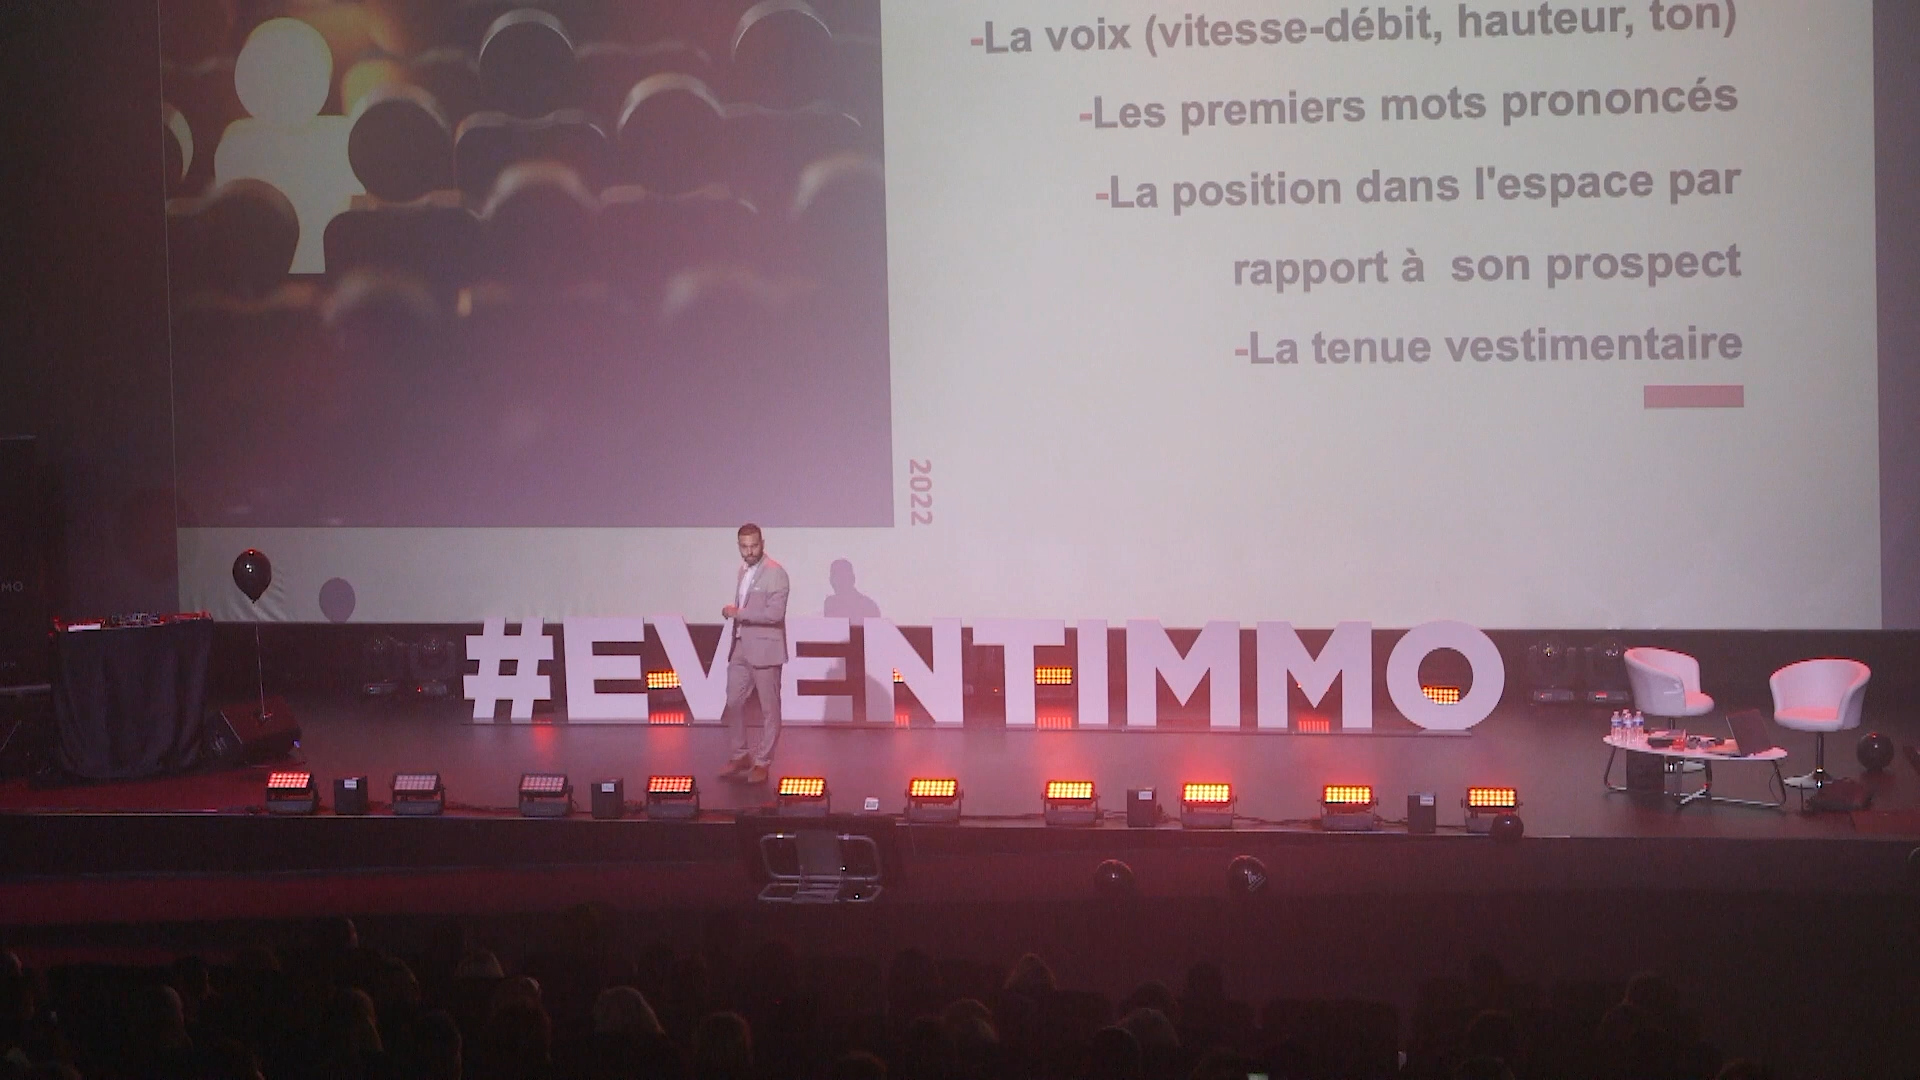 -La voix (vitesse-débit, hauteur, ton)
-Les premiers mots prononcés
-La position dans l'espace par
rapport à  son prospect
-La tenue vestimentaire
2022
#EVENTIMMO
MO